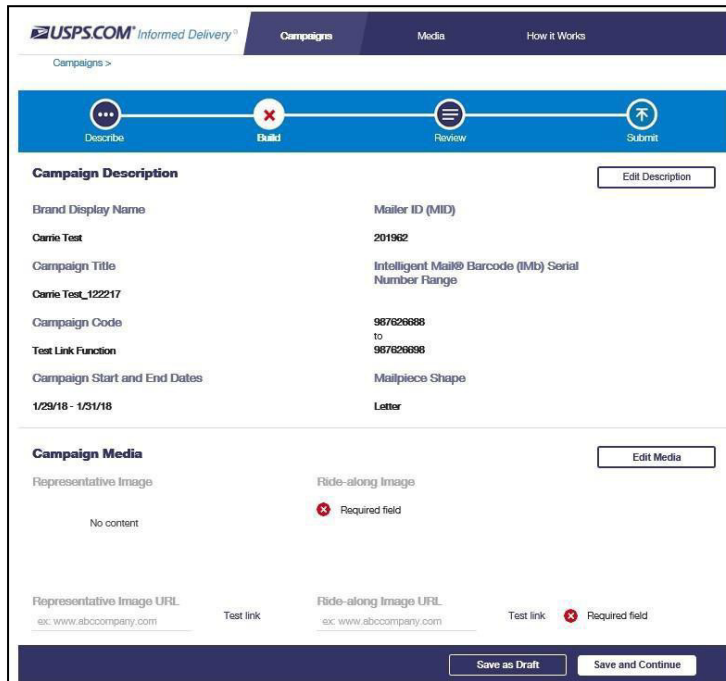 USPS.COM® Informed Delivery®
Campaigns
Media
How it Works
Campaigns >
Describe
Build
Review
Submit
Campaign Description
Edit Description
Brand Display Name
Mailer ID (MID)
Carrie Test
201962
Campaign Title
Intelligent Mail® Barcode (IMb) Serial
Number Range
Carrie Test_122217
Campaign Code
987626688
to
Test Link Function
987626698
Campaign Start and End Dates
Mailpiece Shape
1/29/18 - 1/31/18
Letter
Campaign Media
Edit Media
Representative Image
Ride-along Image
No content
Required field
Representative Image URL
Ride-along Image URL
ex: www.abccompany.com
Test link
ex: www.abccompany.com
Test link
Required field
Save as Draft
Save and Continue